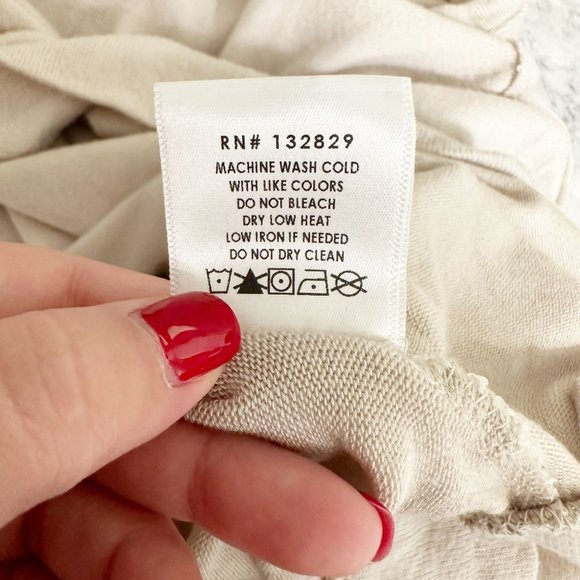 RN# 132829
MACHINE WASH COLD
WITH LIKE COLORS
DO NOT BLEACH
DRY LOW HEAT
LOW IRON IF NEEDED
DO NOT DRY CLEAN